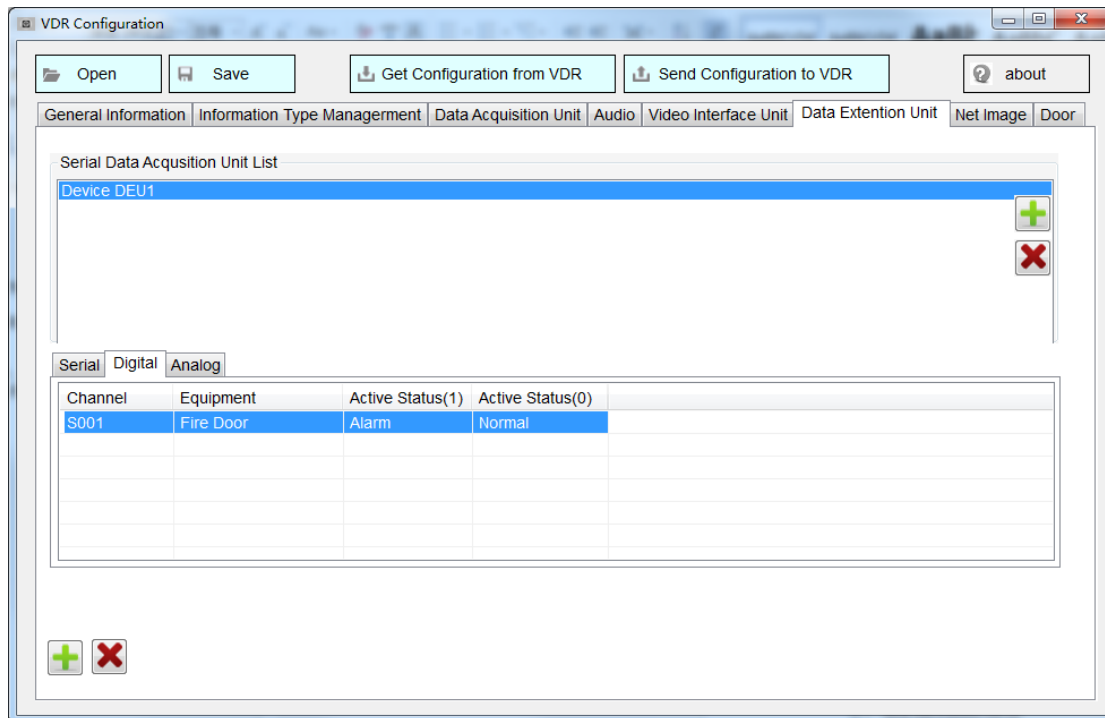 VDR Configuration
Open Save Get Configuration from VDR Send Configuration to VDR about
General Information Information Type Managerment Data Acquisition Unit Audio Video Interface Unit Data Extention Unit Net Image Door
Serial Data Acqusition Unit List
Device DEU1
Serial Digital Analog
Channel Equipment Active Status(1) Active Status(0)
S001 Fire Door Alarm Normal